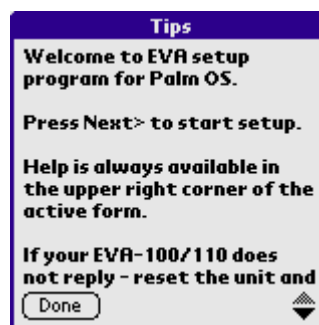 Tips
Welcome to EVA setup
program for Palm OS.
Press Next> to start setup.
Help is always available in
the upper right corner of the
active form.
If your EVA-100/110 does
not reply - reset the unit and
Done